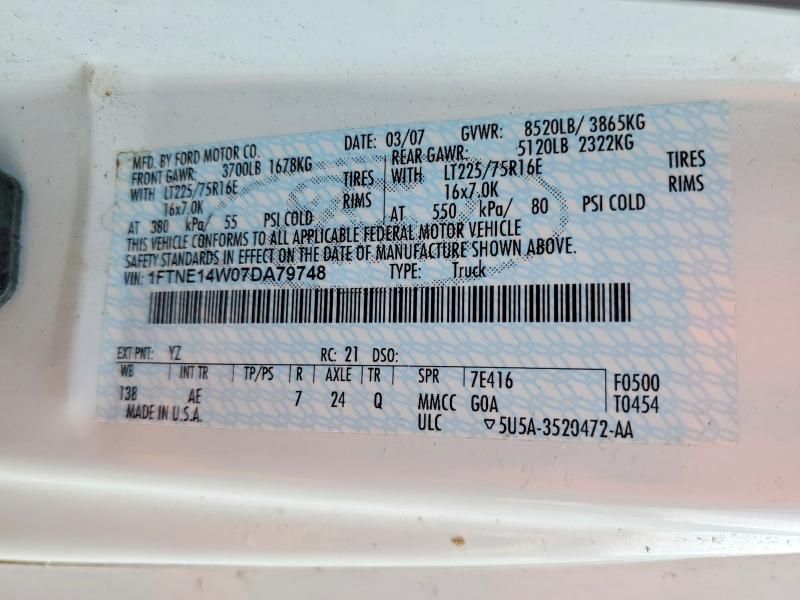 MFD. BY FORD MOTOR CO.
DATE: 03/07 GVWR: 8520LB/ 3865KG
FRONT GAWR: 3700LB 1678KG
REAR GAWR: 5120LB 2322KG
WITH LT225/75R16E TIRES
WITH LT225/75R16E TIRES
16x7.0K RIMS
16x7.0K RIMS
AT 380 kPa/ 55 PSI COLD
AT 550 kPa/ 80 PSI COLD
THIS VEHICLE CONFORMS TO ALL APPLICABLE FEDERAL MOTOR VEHICLE
SAFETY STANDARDS IN EFFECT ON THE DATE OF MANUFACTURE SHOWN ABOVE.
VIN: 1FTNE14W07DA79748 TYPE: Truck
EXT PNT: YZ RC: 21 DSO:
WB INT TR TP/PS R AXLE TR SPR 7E416 F0500
138 AE 7 24 Q MMCC G0A T0454
MADE IN U.S.A. ULC ▽5U5A-3520472-AA